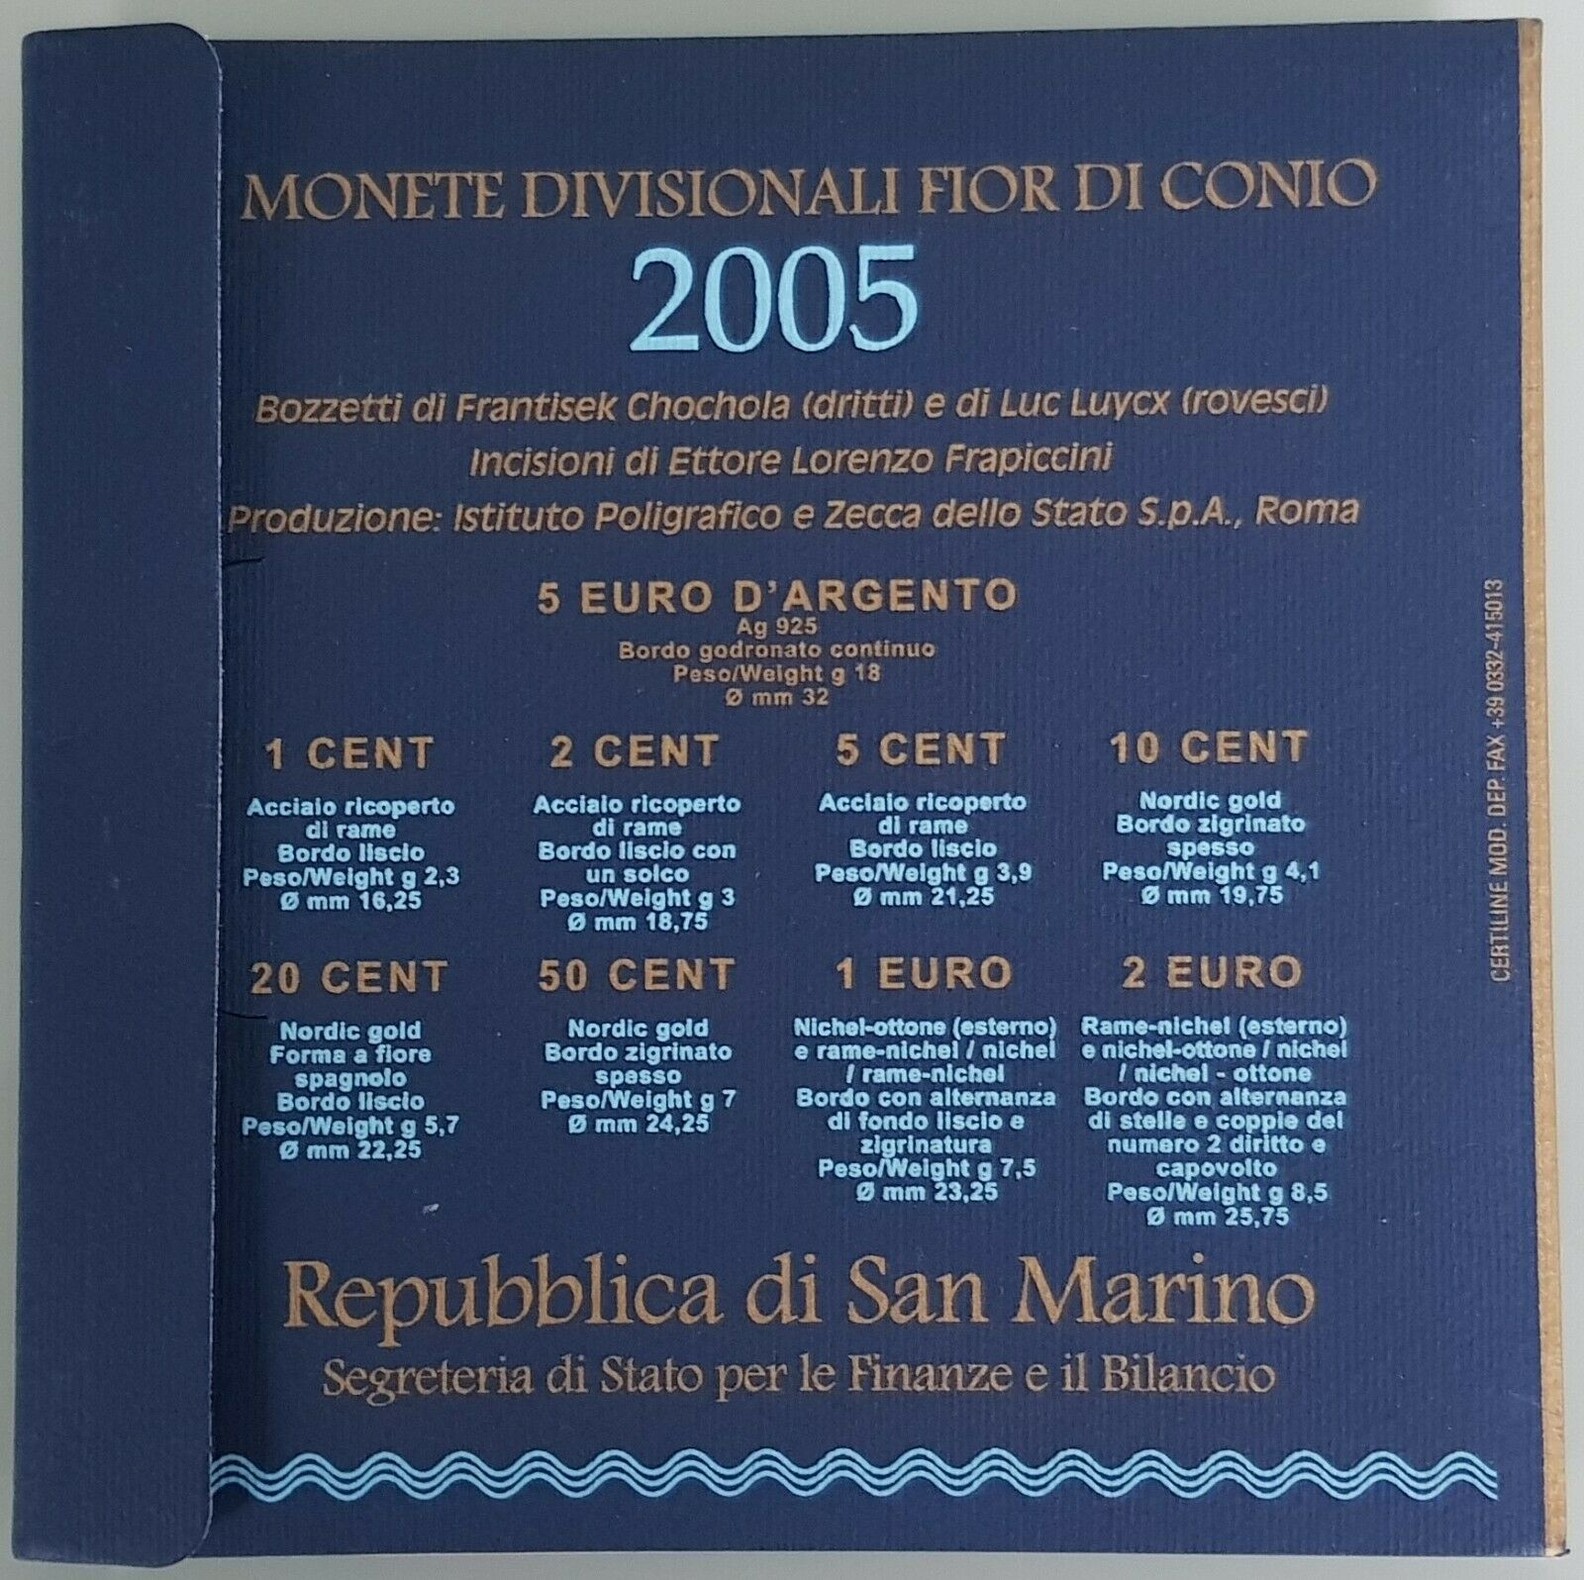 MONETE DIVISIONALI FIOR DI CONIO
2005
Bozzetti di Frantisek Chochola (dritti) e di Luc Luycx (rovesci)
Incisioni di Ettore Lorenzo Frapiccini
Produzione: Istituto Poligrafico e Zecca dello Stato S.p.A., Roma
5 EURO D'ARGENTO
Ag 925
Bordo godronato continuo
Peso/Weight g 18
Ø mm 32
1 CENT
Acciaio ricoperto
di rame
Bordo liscio
Peso/Weight g 2,3
Ø mm 16,25
2 CENT
Acciaio ricoperto
di rame
Bordo liscio con
un solco
Peso/Weight g 3
Ø mm 18,75
5 CENT
Acciaio ricoperto
di rame
Bordo liscio
Peso/Weight g 3,9
Ø mm 21,25
10 CENT
Nordic gold
Bordo zigrinato
spesso
Peso/Weight g 4,1
Ø mm 19,75
20 CENT
Nordic gold
Forma a fiore
spagnolo
Bordo liscio
Peso/Weight g 5,7
Ø mm 22,25
50 CENT
Nordic gold
Bordo zigrinato
spesso
Peso/Weight g 7
Ø mm 24,25
1 EURO
Nichel-ottone (esterno)
e rame-nichel / nichel
/ rame-nichel
Bordo con alternanza
di fondo liscio e
zigrinatura
Peso/Weight g 7,5
Ø mm 23,25
2 EURO
Rame-nichel (esterno)
e nichel-ottone / nichel
/ nichel - ottone
Bordo con alternanza
di stelle e coppie del
numero 2 diritto e
capovolto
Peso/Weight g 8,5
Ø mm 25,75
Repubblica di San Marino
Segreteria di Stato per le Finanze e il Bilancio
CERTILINE MOD. DEP. FAX +39 0332-415013